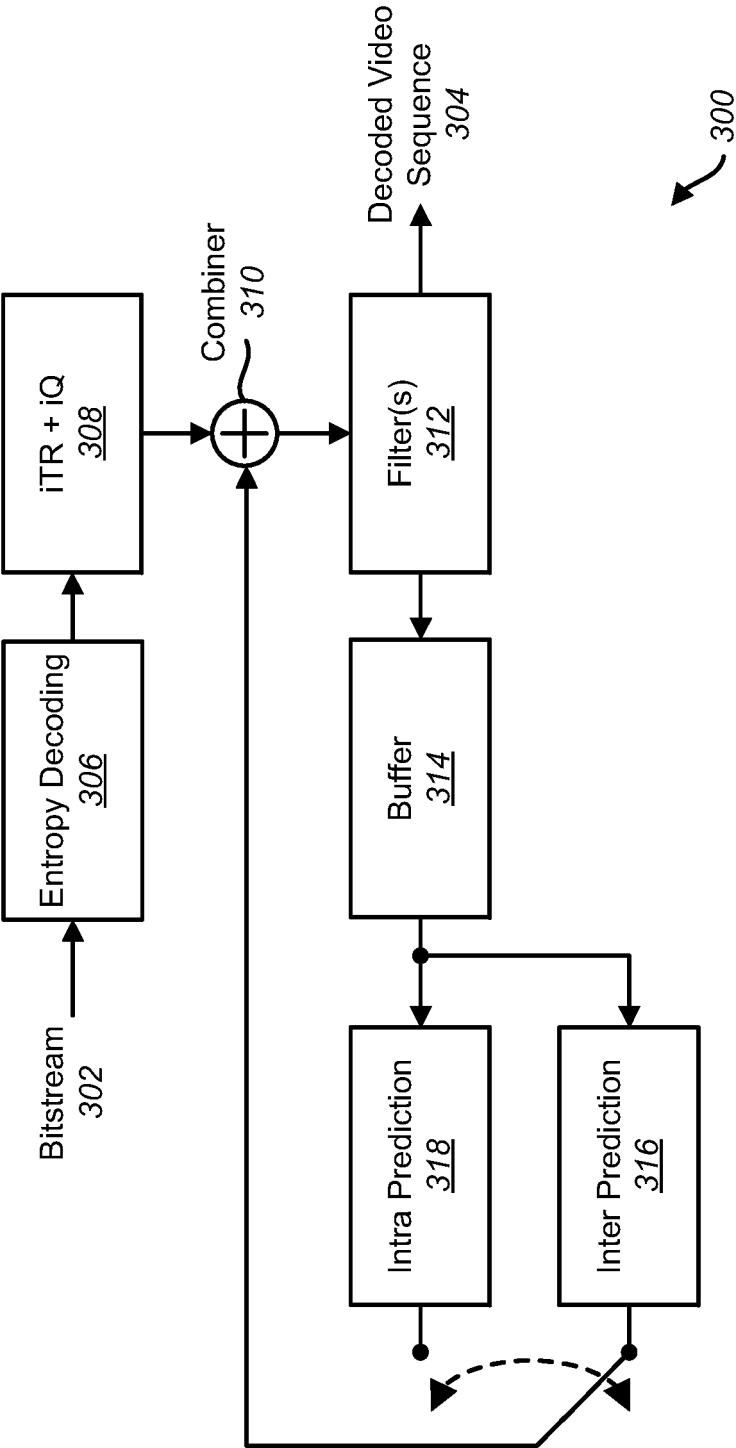 Bitstream
302
Entropy Decoding
306
iTR + iQ
308
Combiner
310
Intra Prediction
318
Buffer
314
Filter(s)
312
Decoded Video
Sequence
304
Inter Prediction
316
300